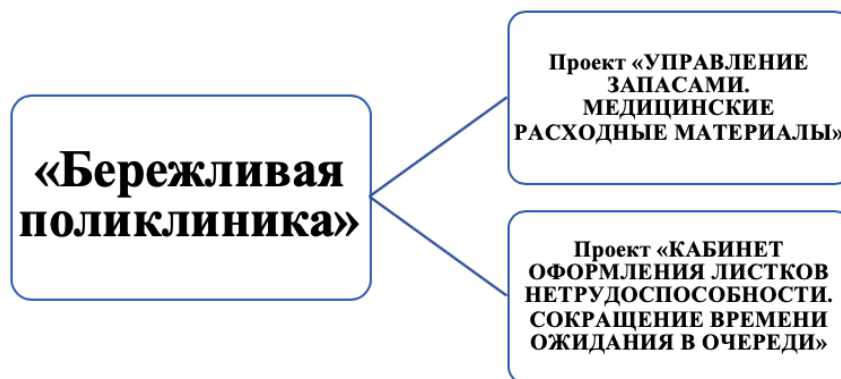 «Бережливая
поликлиника»
Проект «УПРАВЛЕНИЕ
ЗАПАСАМИ.
МЕДИЦИНСКИЕ
РАСХОДНЫЕ МАТЕРИАЛЫ»
Проект «КАБИНЕТ
ОФОРМЛЕНИЯ ЛИСТКОВ
НЕТРУДОСПОСОБНОСТИ.
СОКРАЩЕНИЕ ВРЕМЕНИ
ОЖИДАНИЯ В ОЧЕРЕДИ»